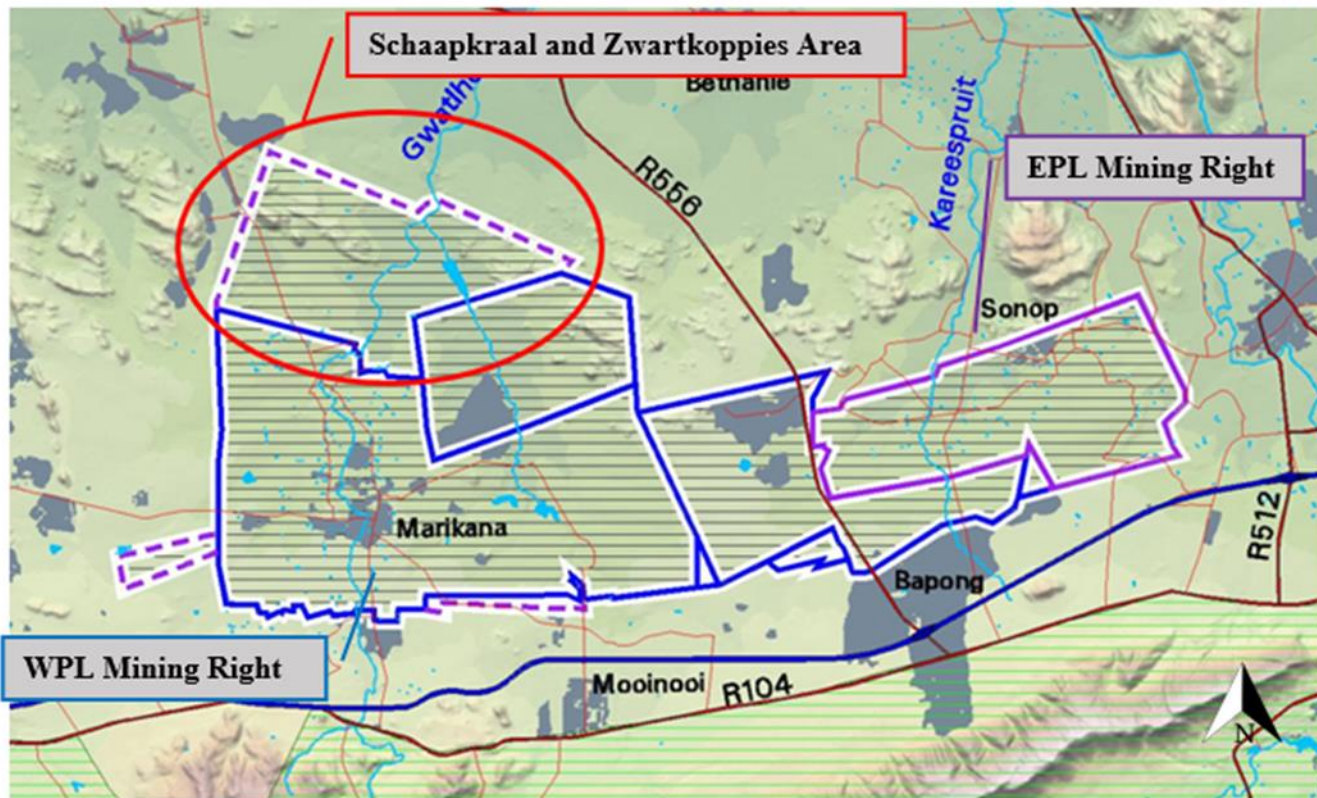 Schaapkraal and Zwartkoppies Area
Bethanie
Gwatlhe
R556
Kareespruit
EPL Mining Right
Sonop
Marikana
R512
Bapong
WPL Mining Right
Mooinooi
R104
N